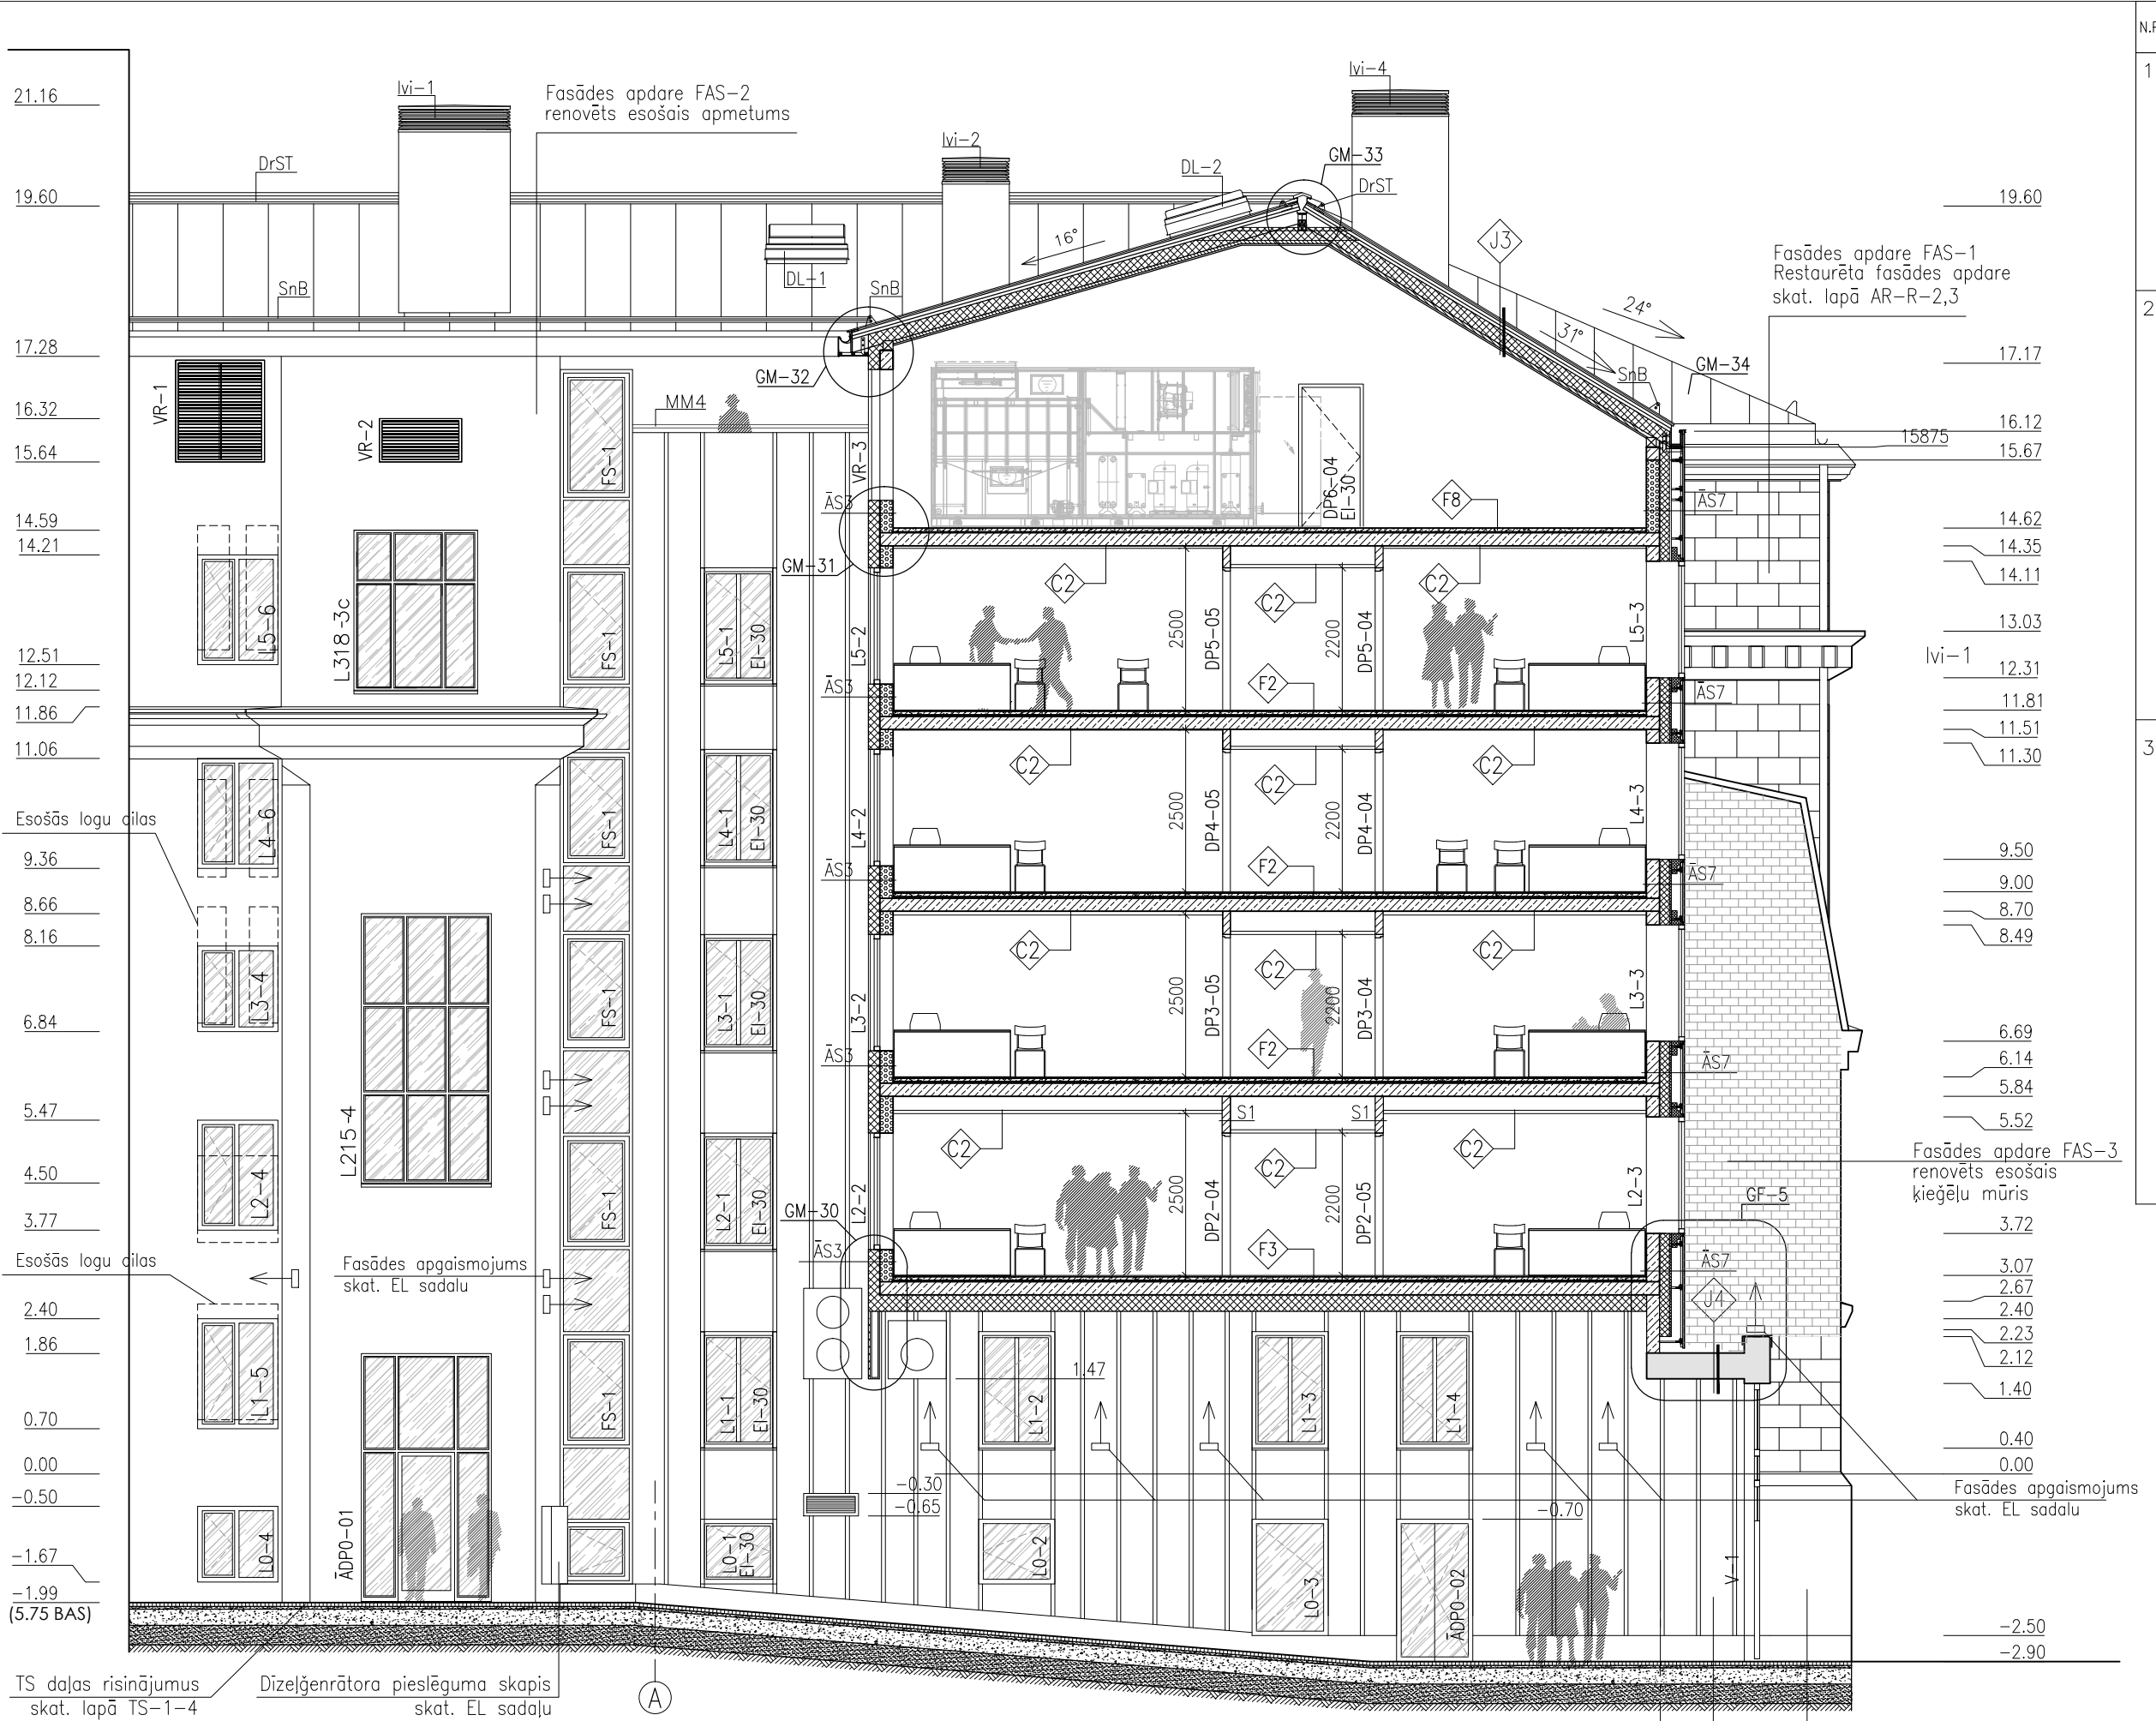 N.P
1
2
3
21.16
19.60
17.28
16.32
15.64
14.59
14.21
12.51
12.12
11.86
11.06
Esošās logu ailas
9.36
8.66
8.16
6.84
5.47
4.50
3.77
Esošās logu ailas
2.40
1.86
0.70
0.00
-0.50
-1.67
-1.99
(5.75 BAS)
TS daļas risinājumus
skat. lapā TS-1-4
Dīzeļģenrātora pieslēguma skapis
skat. EL sadaļu
A
Ivi-1
Fasādes apdare FAS-2
renovēts esošais apmetums
DrST
SnB
Ivi-2
DL-1
DL-2
SnB
16°
GM-33
DrST
Ivi-4
J3
24°
31°
SnB
GM-34
Fasādes apdare FAS-1
Restaurēta fasādes apdare
skat. lapā AR-R-2,3
VR-1
VR-2
FS-1
MM4
GM-32
VR-3
ĀS3
GM-31
DP6-04
EI-30
F8
ĀS7
15875
L5-6
L318-3c
FS-1
L5-1
EI-30
L5-2
ĀS3
C2
2500
DP5-05
C2
2200
F2
DP5-04
C2
L5-3
ĀS7
Ivi-1
L4-6
FS-1
L4-1
EI-30
L4-2
ĀS3
C2
2500
DP4-05
C2
2200
F2
DP4-04
C2
L4-3
ĀS7
L3-4
L215-4
FS-1
L3-1
EI-30
L3-2
ĀS3
C2
2500
DP3-05
C2
2200
F2
DP3-04
C2
L3-3
ĀS7
L2-4
FS-1
L2-1
EI-30
L2-2
GM-30
ĀS3
C2
2500
S1
S1
DP2-04
C2
2200
F3
DP2-05
C2
L2-3
ĀS7
Fasādes apdare FAS-3
renovēts esošais
ķieģēļu mūris
GF-5
J4
Fasādes apgaismojums
skat. EL sadaļu
L1-5
FS-1
L1-1
EI-30
L1-2
1.47
L1-3
L1-4
-0.30
-0.65
-0.70
L0-4
ĀDP0-01
L0-1
EI-30
L0-2
L0-3
ĀDP0-02
V-1
Fasādes apgaismojums
skat. EL sadaļu
19.60
17.17
16.12
15.67
14.62
14.35
14.11
13.03
12.31
11.81
11.51
11.30
9.50
9.00
8.70
8.49
6.69
6.14
5.84
5.52
3.72
3.07
2.67
2.40
2.23
2.12
1.40
0.40
0.00
-2.50
-2.90